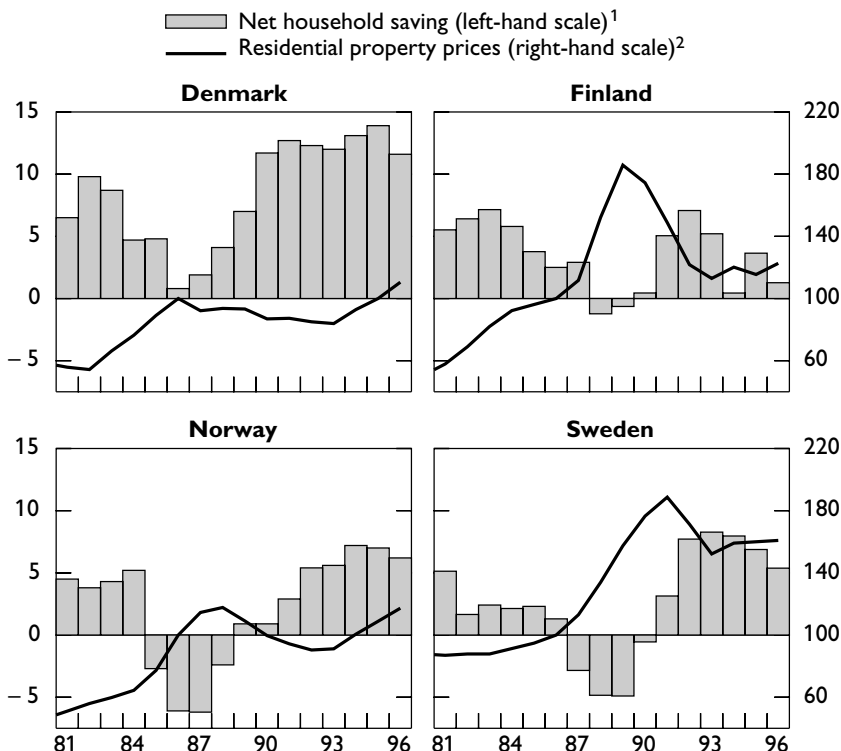 Net household saving (left-hand scale)¹
Residential property prices (right-hand scale)²
Denmark
Finland
15
10
5
0
– 5
220
180
140
100
60
Norway
Sweden
15
10
5
0
– 5
220
180
140
100
60
81 84 87 90 93 96
81 84 87 90 93 96